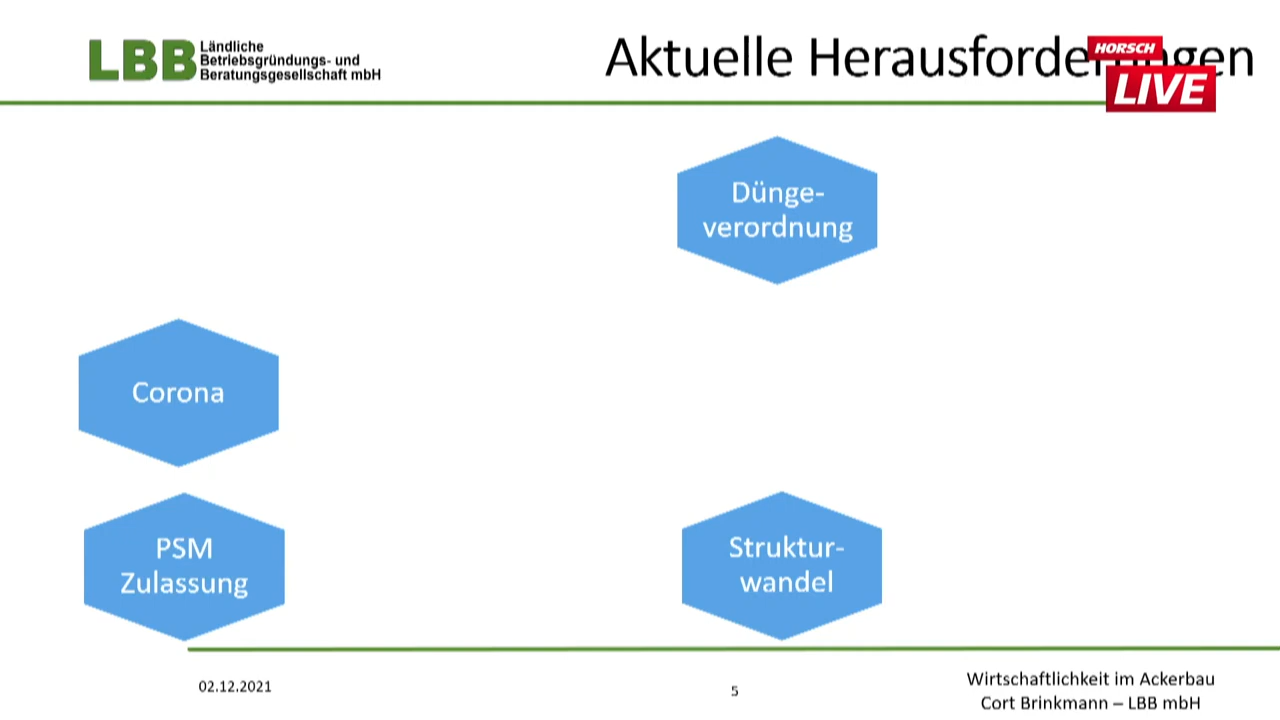 LBB
Ländliche
Betriebsgründungs- und
Beratungsgesellschaft mbH
Aktuelle Herausforderungen
HORSCH
LIVE
Dünge-
verordnung
Corona
PSM
Zulassung
Struktur-
wandel
02.12.2021
5
Wirtschaftlichkeit im Ackerbau
Cort Brinkmann – LBB mbH